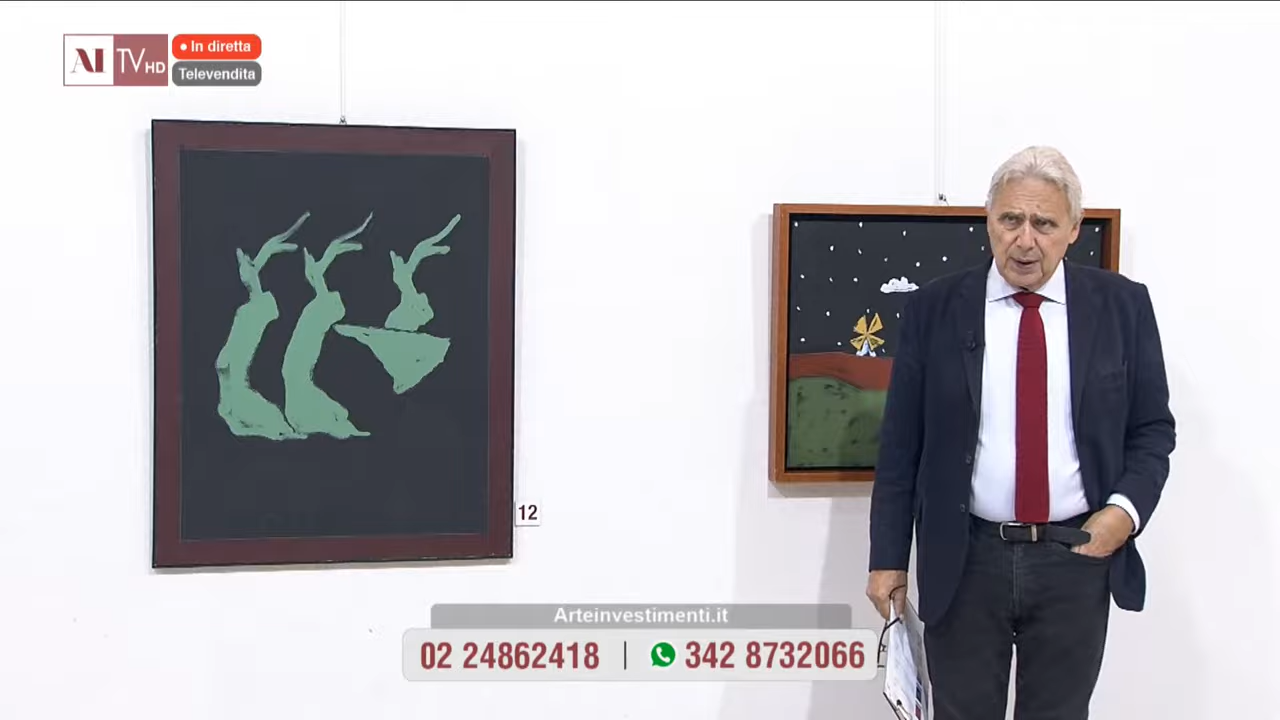 AI TV HD
In diretta
Televendita
12
Arteinvestimenti.it
02 24862418 | 342 8732066